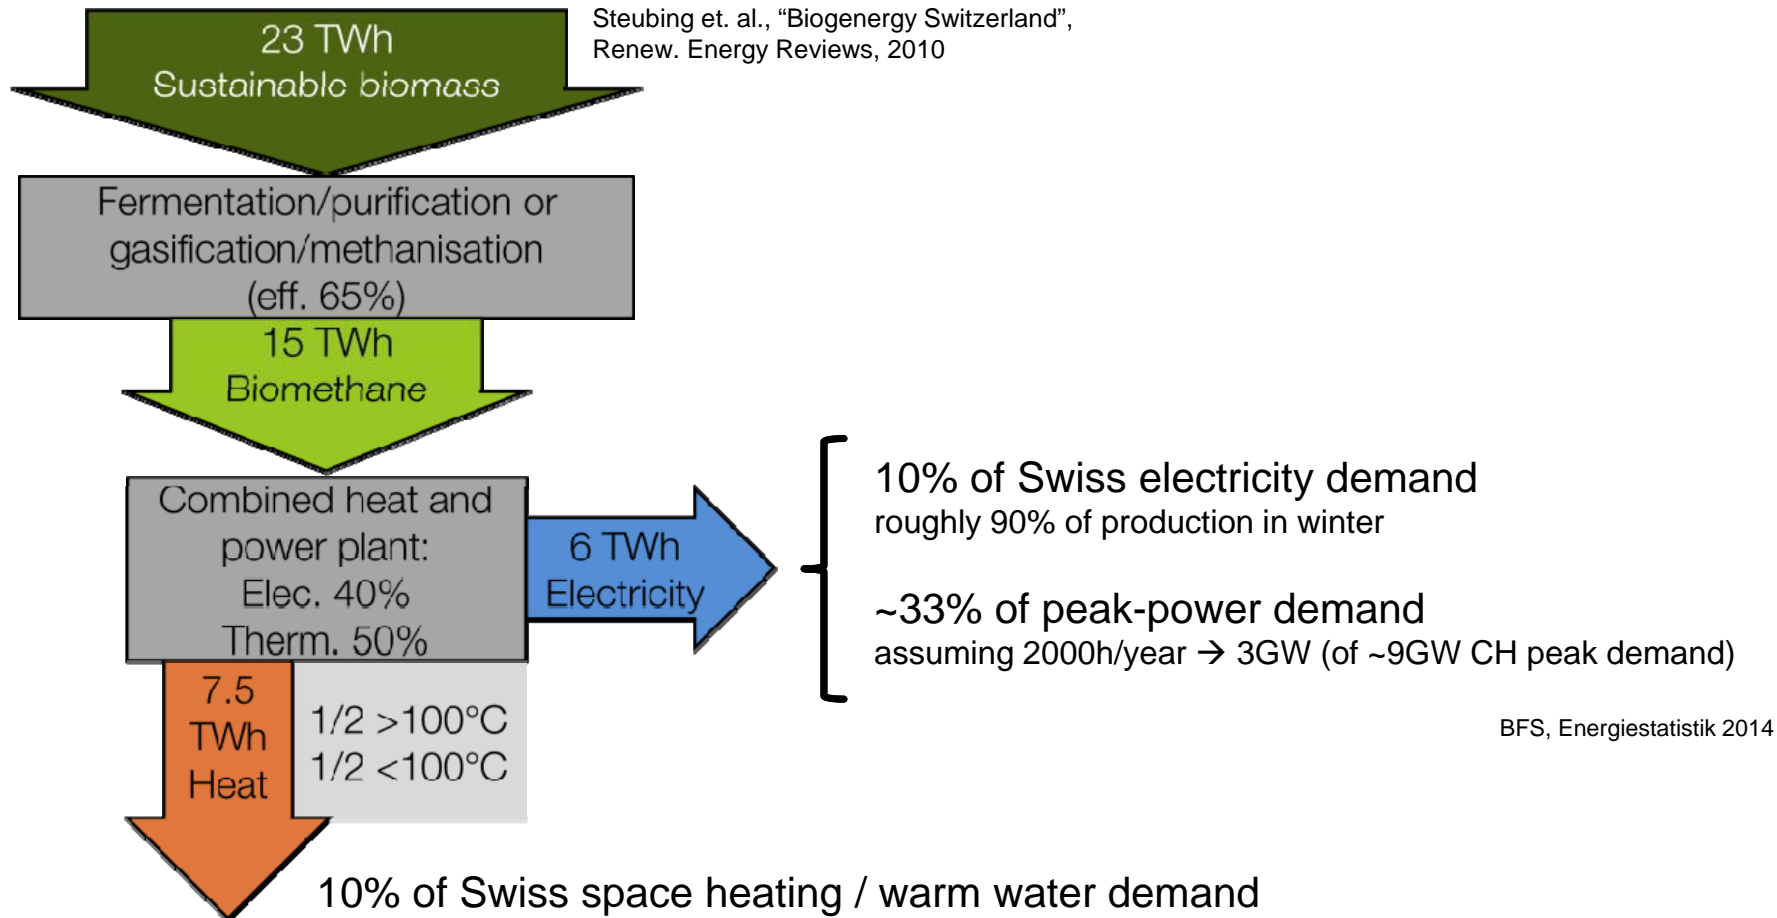 23 TWh
Sustainable biomass
Steubing et. al., “Biogenergy Switzerland”,
Renew. Energy Reviews, 2010
Fermentation/purification or
gasification/methanisation
(eff. 65%)
15 TWh
Biomethane
Combined heat and
power plant:
Elec. 40%
Therm. 50%
6 TWh
Electricity
10% of Swiss electricity demand
roughly 90% of production in winter
~33% of peak-power demand
assuming 2000h/year → 3GW (of ~9GW CH peak demand)
7.5
TWh
Heat
1/2 >100°C
1/2 <100°C
BFS, Energiestatistik 2014
10% of Swiss space heating / warm water demand